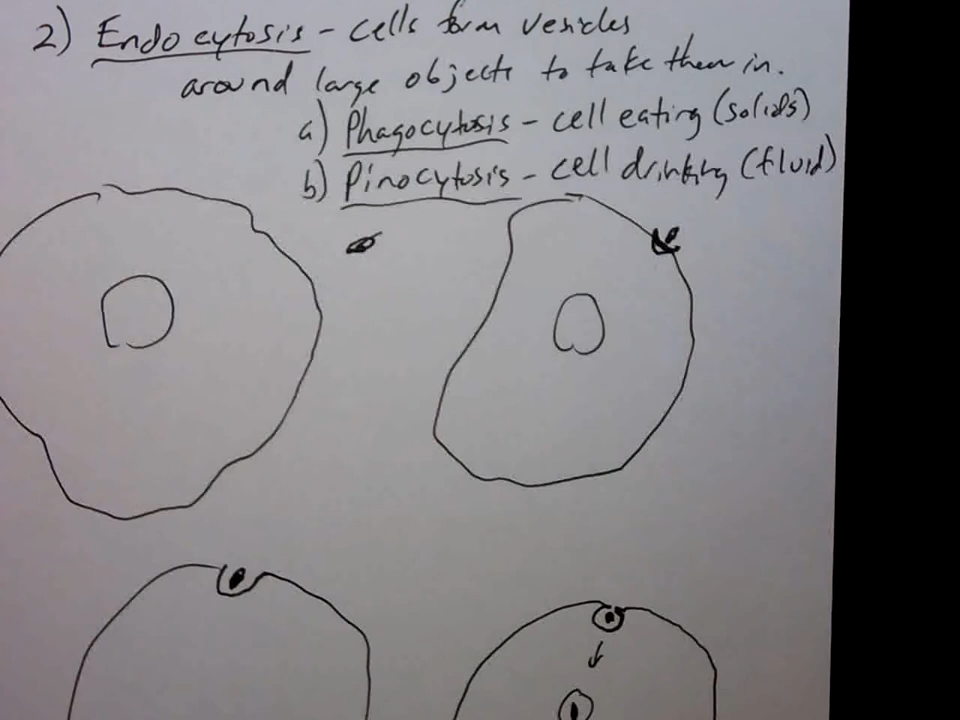 2) Endocytosis - cells form vesicles
around large objects to take them in.
a) Phagocytosis - cell eating (solids)
b) Pinocytosis - cell drinking (fluid)